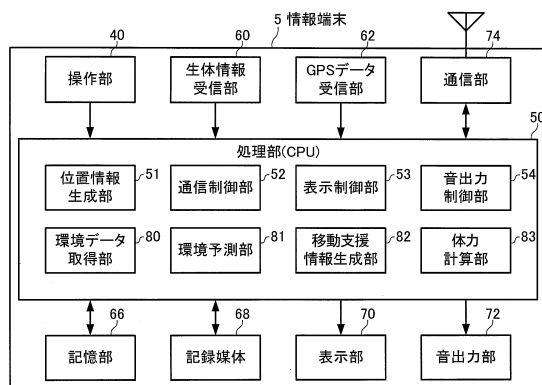 5 情報端末
40
60
62
74
操作部
生体情報
受信部
GPSデータ
受信部
通信部
50
処理部(CPU)
位置情報
生成部
51
通信制御部
52
表示制御部
53
音出力
制御部
54
環境データ
取得部
80
環境予測部
81
移動支援
情報生成部
82
体力
計算部
83
66
68
70
72
記憶部
記録媒体
表示部
音出力部